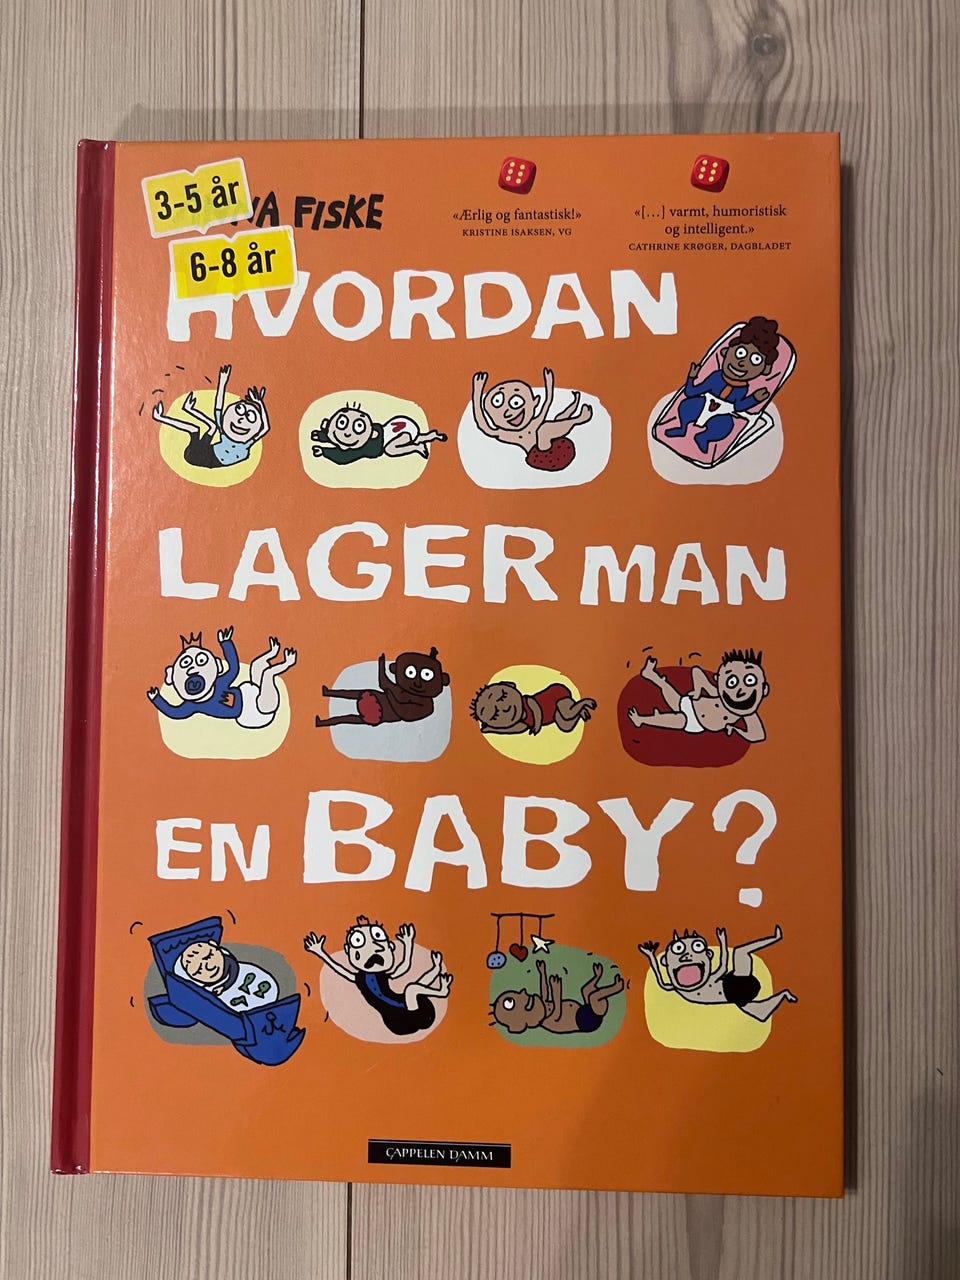 3-5 år
6-8 år
FISKE
«Ærlig og fantastisk!»
KRISTINE ISAKSEN, VG
«[…] varmt, humoristisk
og intelligent.»
CATHRINE KRØGER, DAGBLADET
HVORDAN
LAGER MAN
EN BABY?
CAPPELEN DAMM